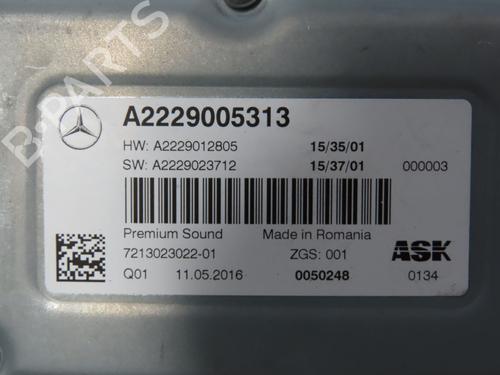 A2229005313
HW: A2229012805 15/35/01
SW: A2229023712 15/37/01 000003
Premium Sound Made in Romania
7213023022-01 ZGS: 001 ASK
Q01 11.05.2016 0050248 0134
B-PARTS